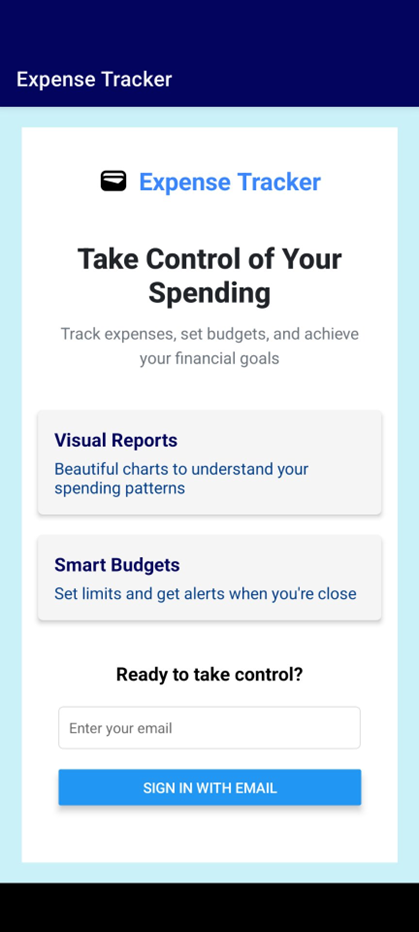 Expense Tracker
Expense Tracker
Take Control of Your
Spending
Track expenses, set budgets, and achieve
your financial goals
Visual Reports
Beautiful charts to understand your
spending patterns
Smart Budgets
Set limits and get alerts when you're close
Ready to take control?
Enter your email
SIGN IN WITH EMAIL